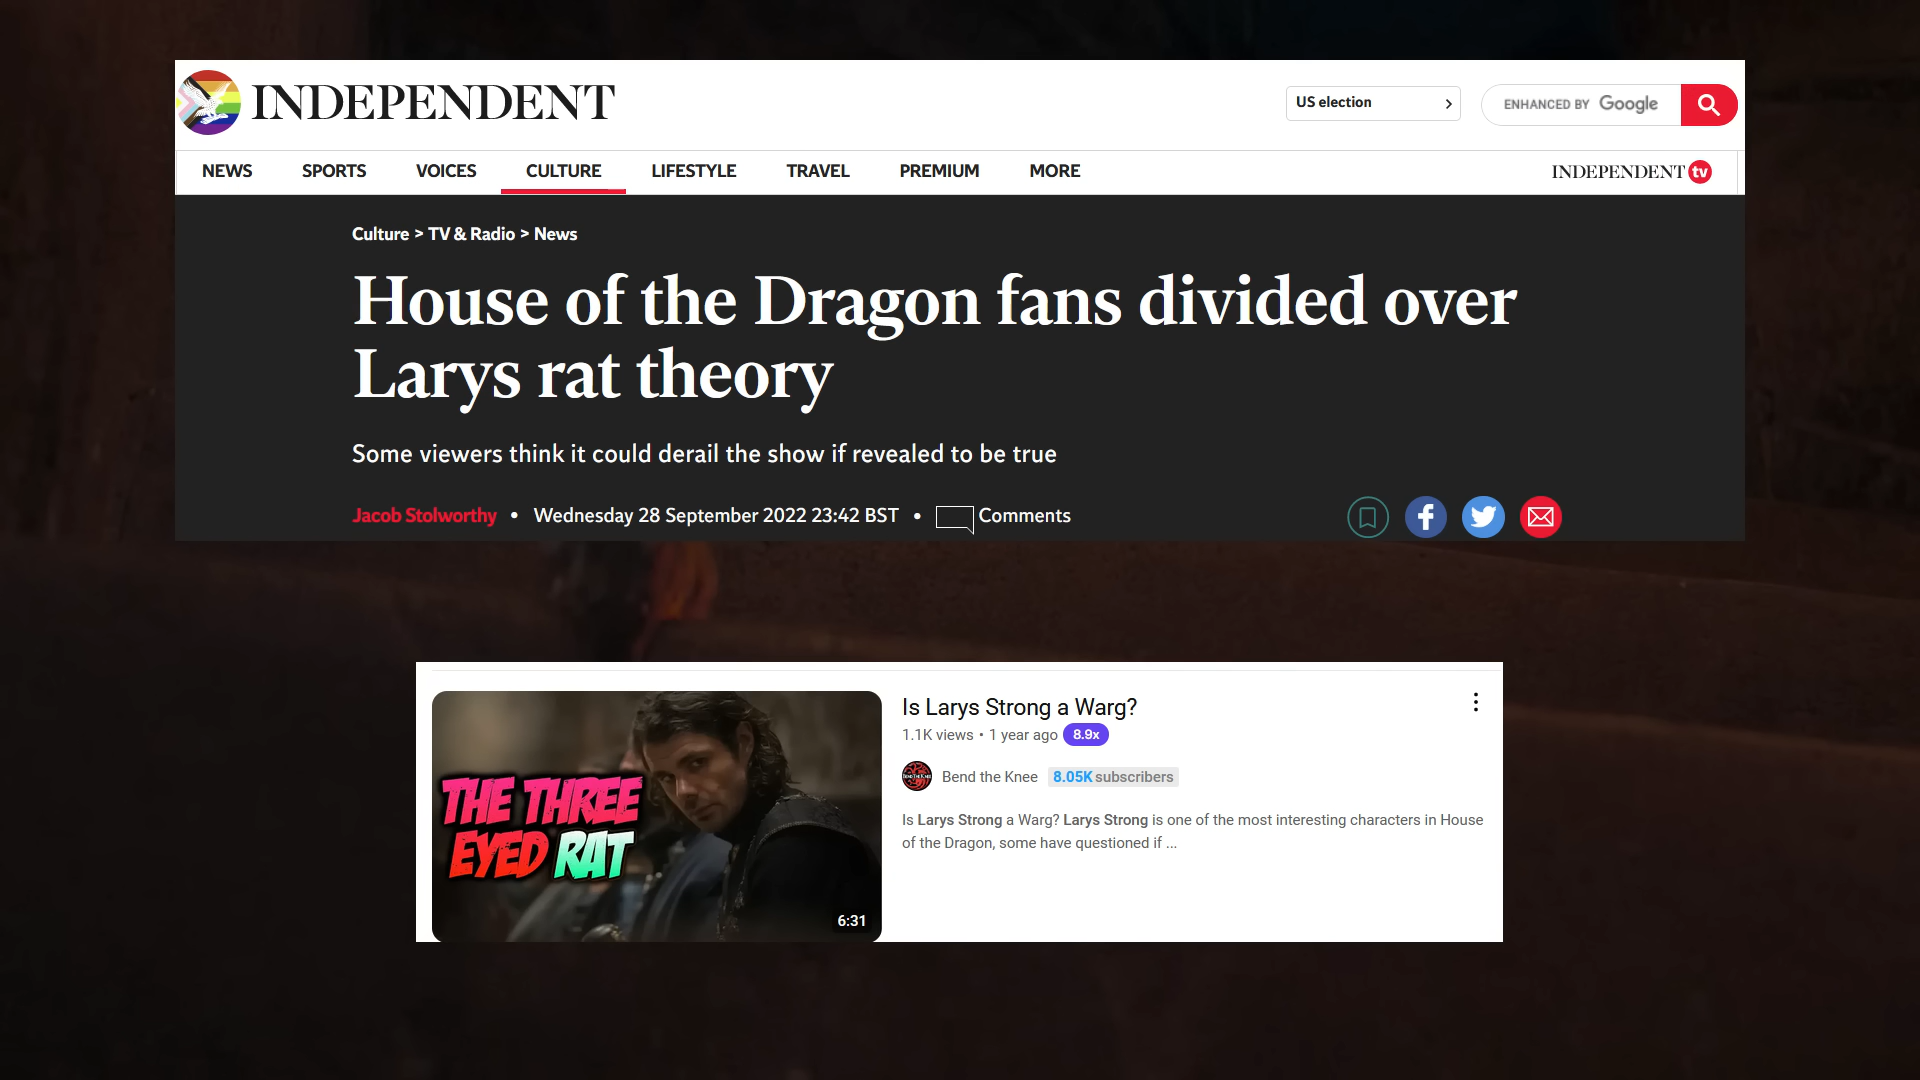 INDEPENDENT
US election
ENHANCED BY Google
NEWS SPORTS VOICES CULTURE LIFESTYLE TRAVEL PREMIUM MORE INDEPENDENT tv
Culture > TV & Radio > News
House of the Dragon fans divided over
Larys rat theory
Some viewers think it could derail the show if revealed to be true
Jacob Stolworthy • Wednesday 28 September 2022 23:42 BST • Comments
THE THREE
EYED RAT
6:31
Is Larys Strong a Warg?
1.1K views • 1 year ago 8.9x
Bend the Knee 8.05K subscribers
Is Larys Strong a Warg? Larys Strong is one of the most interesting characters in House
of the Dragon, some have questioned if ...